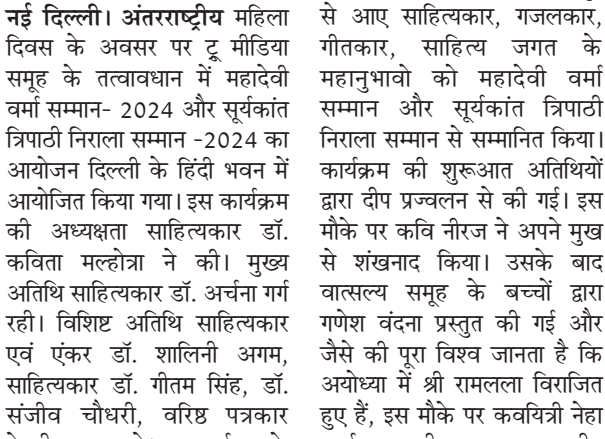 नई दिल्ली। अंतरराष्ट्रीय महिला
दिवस के अवसर पर ट्रू मीडिया
समूह के तत्वावधान में महादेवी
वर्मा सम्मान- 2024 और सूर्यकांत
त्रिपाठी निराला सम्मान -2024 का
आयोजन दिल्ली के हिंदी भवन में
आयोजित किया गया। इस कार्यक्रम
की अध्यक्षता साहित्यकार डॉ.
कविता मल्होत्रा ने की। मुख्य
अतिथि साहित्यकार डॉ. अर्चना गर्ग
रही। विशिष्ट अतिथि साहित्यकार
एवं एंकर डॉ. शालिनी अगम,
साहित्यकार डॉ. गीतम सिंह, डॉ.
संजीव चौधरी, वरिष्ठ पत्रकार
से आए साहित्यकार, गजलकार,
गीतकार, साहित्य जगत के
महानुभावो को महादेवी वर्मा
सम्मान और सूर्यकांत त्रिपाठी
निराला सम्मान से सम्मानित किया।
कार्यक्रम की शुरूआत अतिथियों
द्वारा दीप प्रज्वलन से की गई। इस
मौके पर कवि नीरज ने अपने मुख
से शंखनाद किया। उसके बाद
वात्सल्य समूह के बच्चों द्वारा
गणेश वंदना प्रस्तुत की गई और
जैसे की पूरा विश्व जानता है कि
अयोध्या में श्री रामलला विराजित
हुए हैं, इस मौके पर कवयित्री नेहा